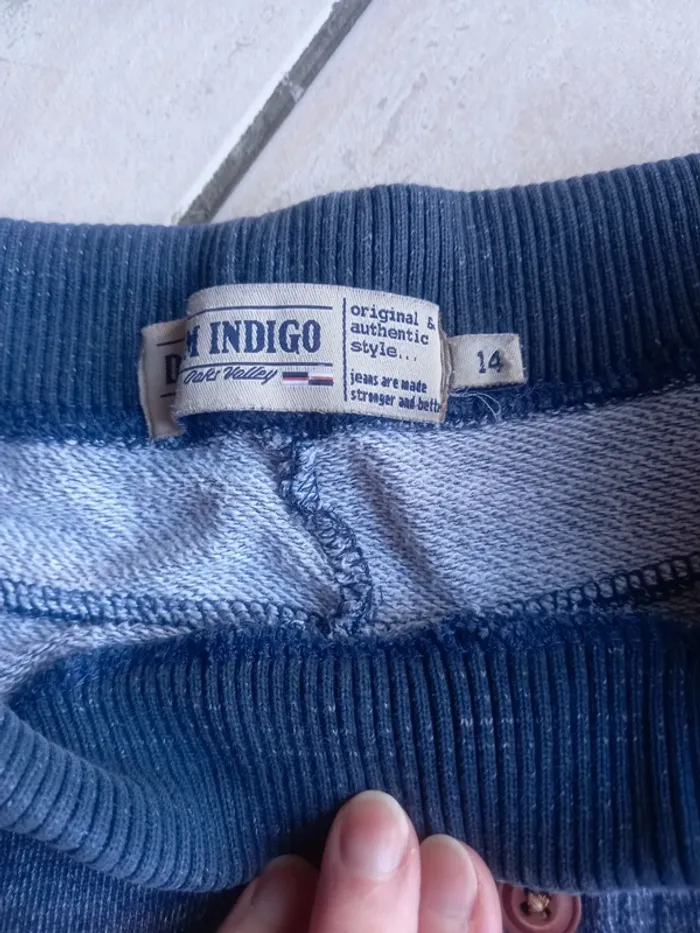 M INDIGO
Oaks Valley
original &
authentic
style...
jeans are made
stronger and
14